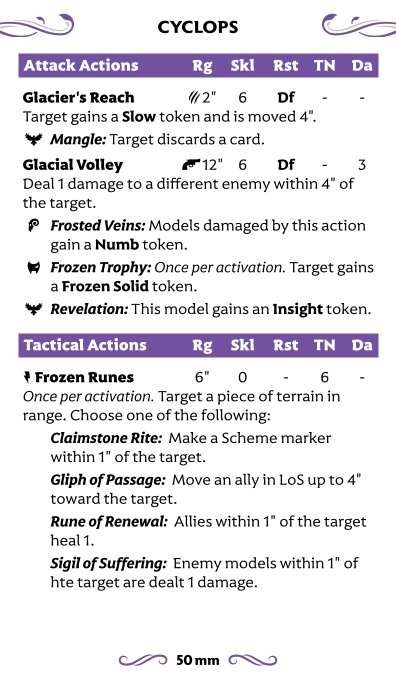 CYCLOPS
Attack Actions Rg Skl Rst TN Da
Glacier's Reach 2" 6 Df - -
Target gains a Slow token and is moved 4".
Mangle: Target discards a card.
Glacial Volley 12" 6 Df - 3
Deal 1 damage to a different enemy within 4" of
the target.
Frosted Veins: Models damaged by this action
gain a Numb token.
Frozen Trophy: Once per activation. Target gains
a Frozen Solid token.
Revelation: This model gains an Insight token.
Tactical Actions Rg Skl Rst TN Da
Frozen Runes 6" 0 - 6 -
Once per activation. Target a piece of terrain in
range. Choose one of the following:
Claimstone Rite: Make a Scheme marker
within 1" of the target.
Gliph of Passage: Move an ally in LoS up to 4"
toward the target.
Rune of Renewal: Allies within 1" of the target
heal 1.
Sigil of Suffering: Enemy models within 1" of
hte target are dealt 1 damage.
50 mm